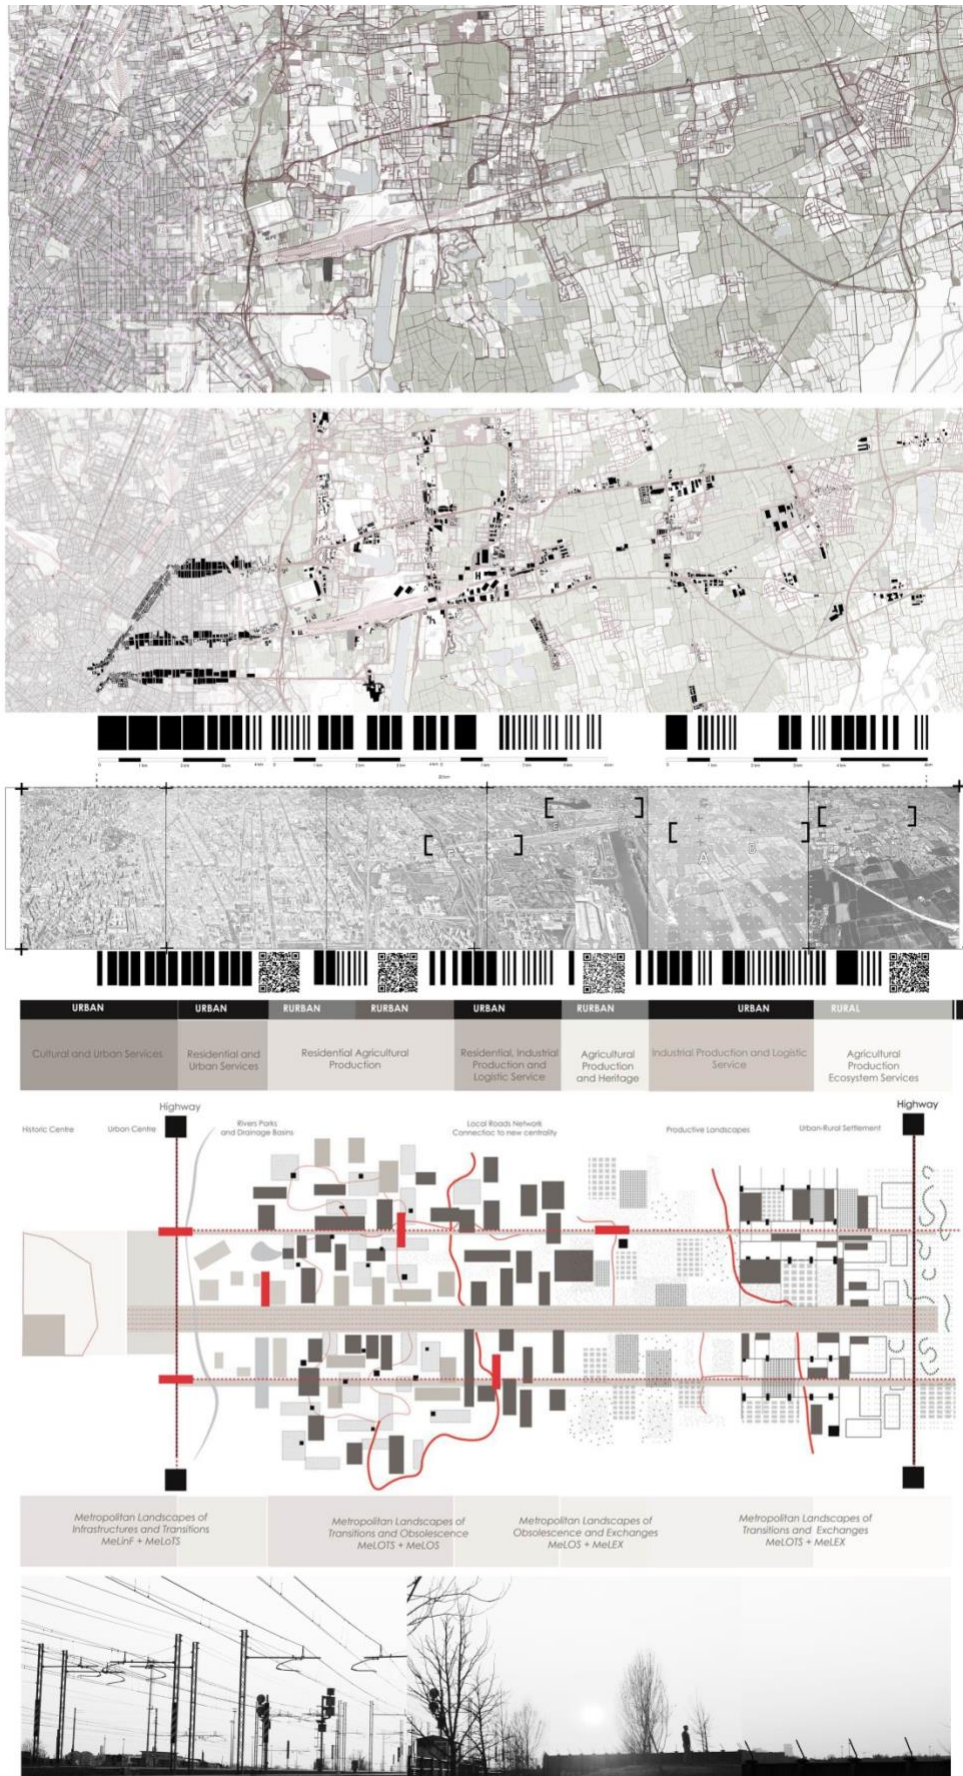 URBAN URBAN RURBAN RURBAN URBAN RURBAN URBAN RURAL
Cultural and Urban Services
Residential and
Urban Services
Residential Agricultural
Production
Residential, Industrial
Production and
Logistic Service
Agricultural
Production
and Heritage
Industrial Production and Logistic
Service
Agricultural
Production
Ecosystem Services
Highway
Highway
Historic Centre
Urban Centre
Rivers Parks
and Drainage Basins
Local Roads Network
Connection to new centrality
Productive Landscapes
Urban-Rural Settlement
Metropolitan Landscapes of
Infrastructures and Transitions
MeLinF + MeLoTS
Metropolitan Landscapes of
Transitions and Obsolescence
MeLOTS + MeLOS
Metropolitan Landscapes of
Obsolescence and Exchanges
MeLOS + MeLEX
Metropolitan Landscapes of
Transitions and Exchanges
MeLOTS + MeLEX